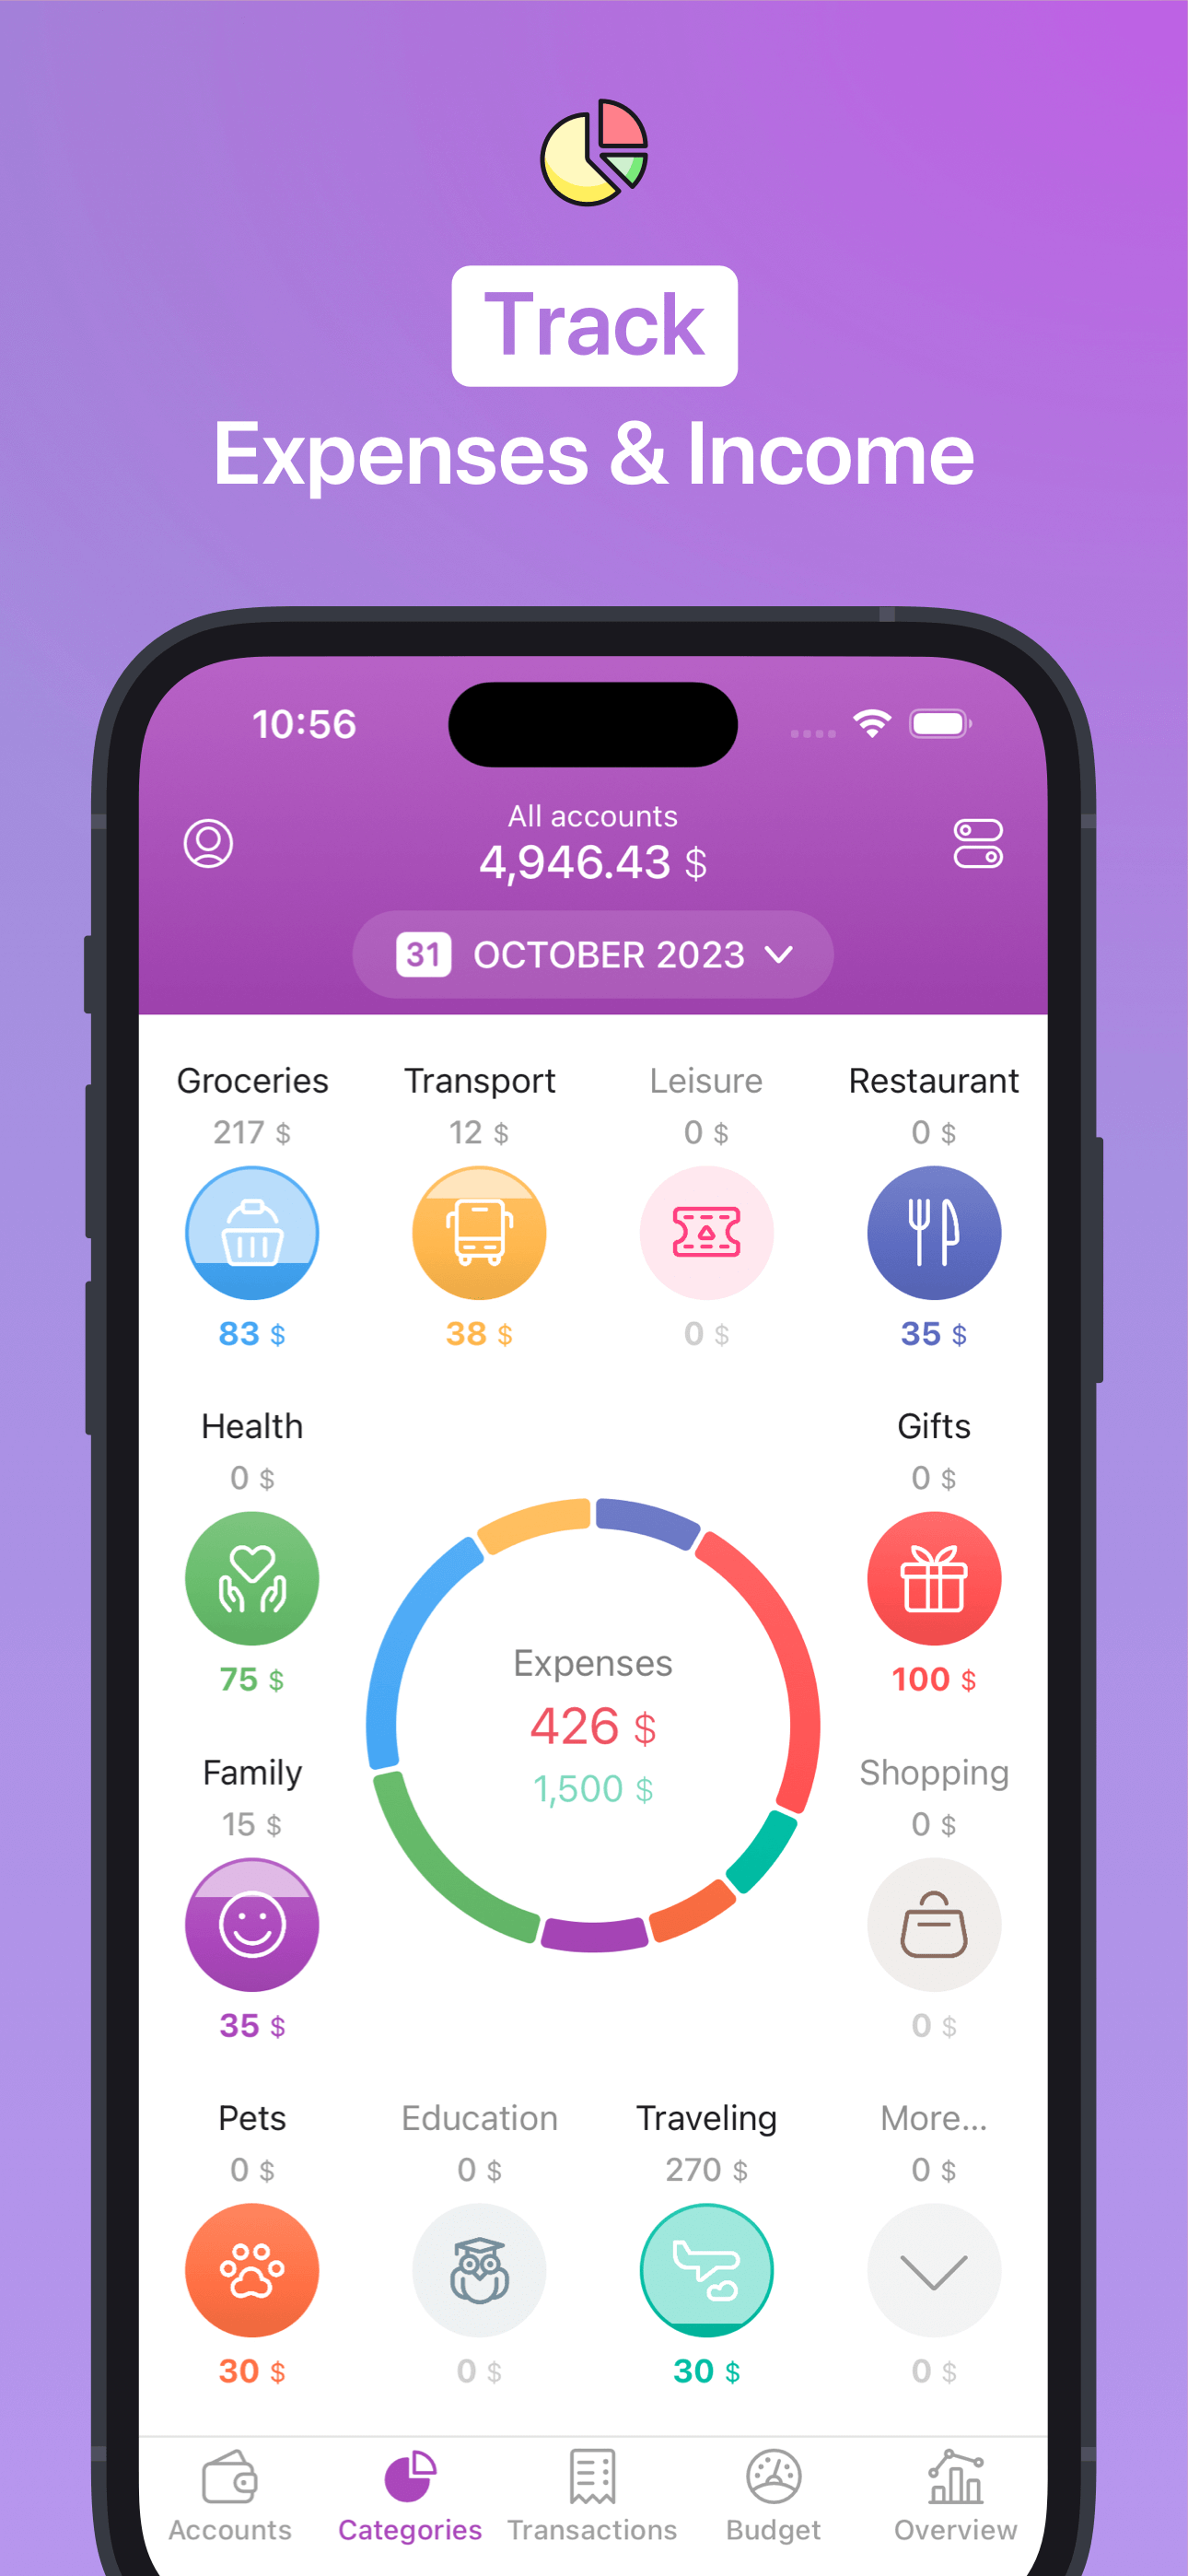 Track
Expenses & Income
10:56
All accounts
4,946.43 $
31 OCTOBER 2023
Groceries Transport Leisure Restaurant
217 $ 12 $ 0 $ 0 $
83 $ 38 $ 0 $ 35 $
Health Gifts
0 $ 0 $
75 $ 100 $
Expenses
426 $
1,500 $
Family Shopping
15 $ 0 $
35 $ 0 $
Pets Education Traveling More...
0 $ 0 $ 270 $ 0 $
30 $ 0 $ 30 $ 0 $
Accounts Categories Transactions Budget Overview